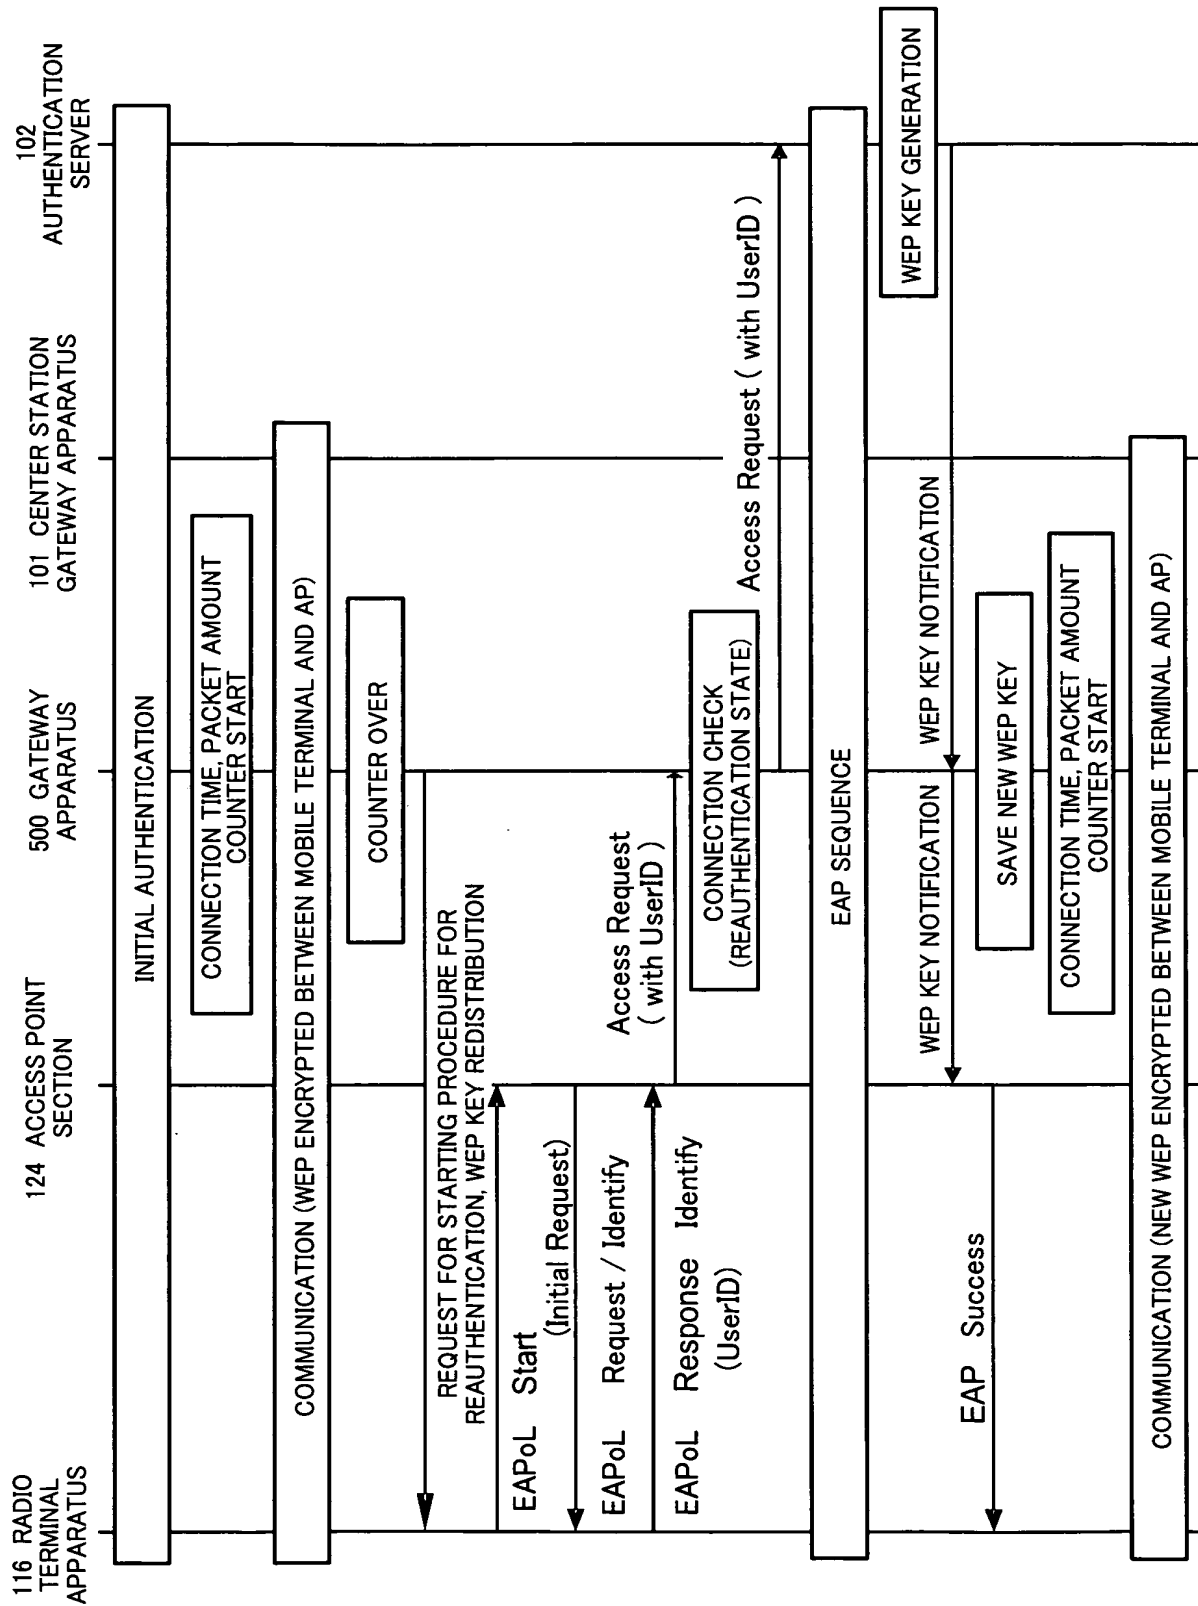 116 RADIO
TERMINAL
APPARATUS
124 ACCESS POINT
SECTION
500 GATEWAY
APPARATUS
101 CENTER STATION
GATEWAY APPARATUS
102
AUTHENTICATION
SERVER
INITIAL AUTHENTICATION
CONNECTION TIME, PACKET AMOUNT
COUNTER START
COMMUNICATION (WEP ENCRYPTED BETWEEN MOBILE TERMINAL AND AP)
COUNTER OVER
REQUEST FOR STARTING PROCEDURE FOR
REAUTHENTICATION, WEP KEY REDISTRIBUTION
EAPoL Start
(Initial Request)
EAPoL Request / Identify
EAPoL Response Identify
(UserID)
Access Request
( with UserID )
CONNECTION CHECK
(REAUTHENTICATION STATE)
Access Request ( with UserID )
EAP SEQUENCE
WEP KEY GENERATION
WEP KEY NOTIFICATION
WEP KEY NOTIFICATION
EAP Success
SAVE NEW WEP KEY
CONNECTION TIME, PACKET AMOUNT
COUNTER START
COMMUNICATION (NEW WEP ENCRYPTED BETWEEN MOBILE TERMINAL AND AP)